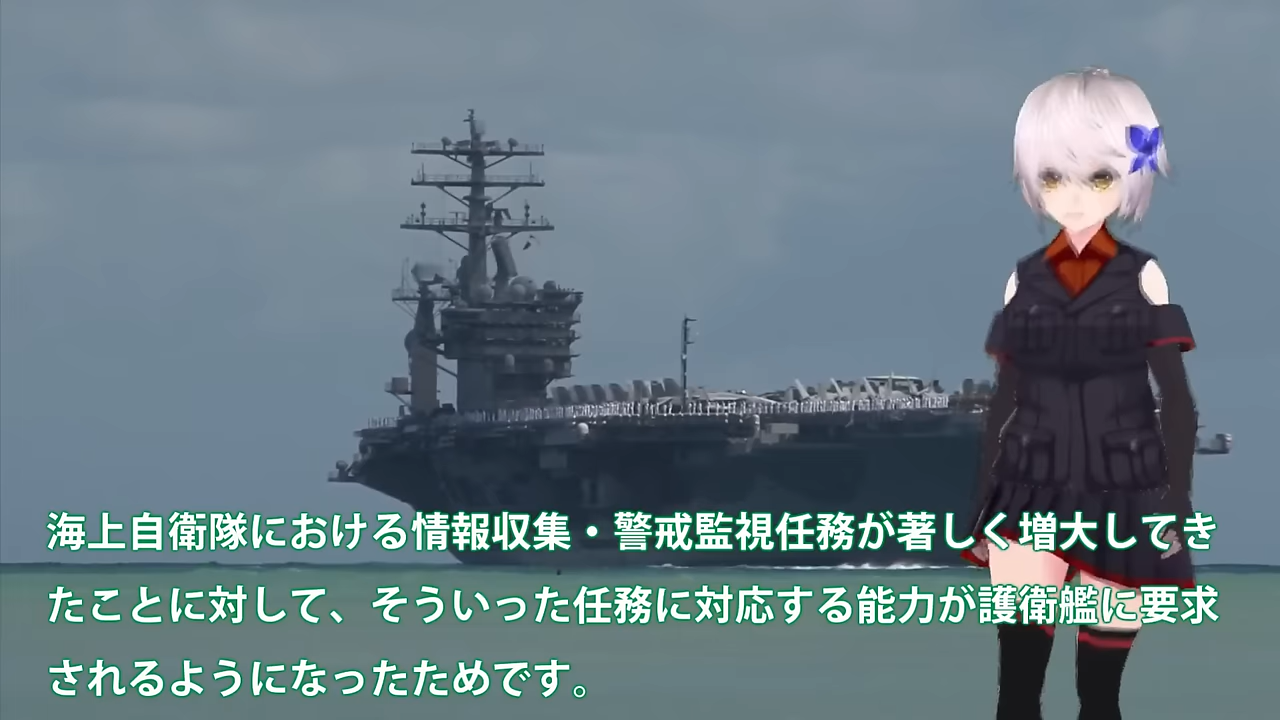 海上自衛隊における情報収集・警戒監視任務が著しく増大してき
たことに対して、そういった任務に対応する能力が護衛艦に要求
されるようになったためです。